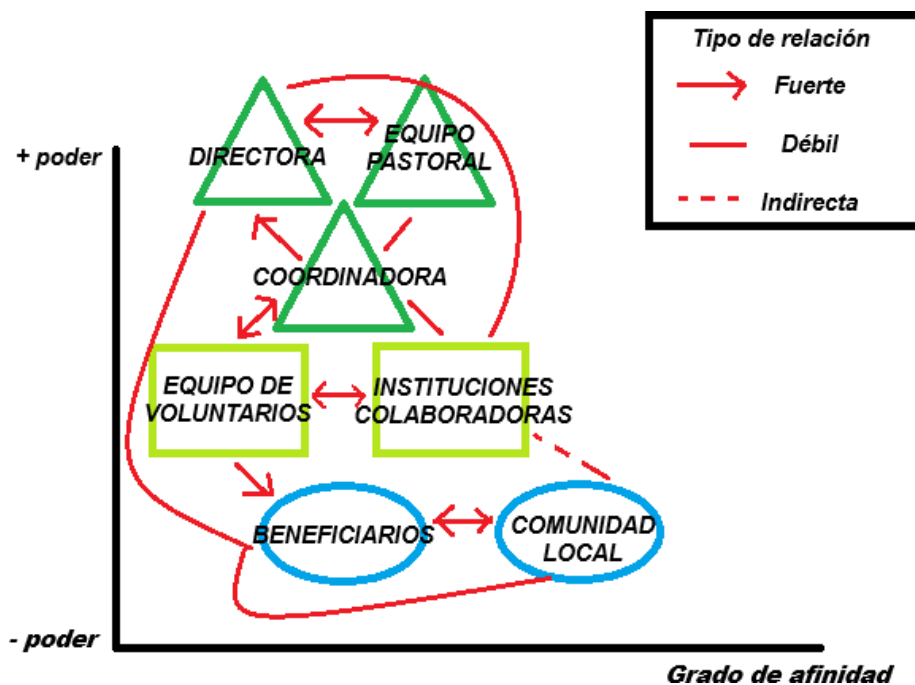 Tipo de relación
Fuerte
Débil
Indirecta
+ poder
DIRECTORA
EQUIPO
PASTORAL
COORDINADORA
EQUIPO DE
VOLUNTARIOS
INSTITUCIONES
COLABORADORAS
BENEFICIARIOS
COMUNIDAD
LOCAL
- poder
Grado de afinidad